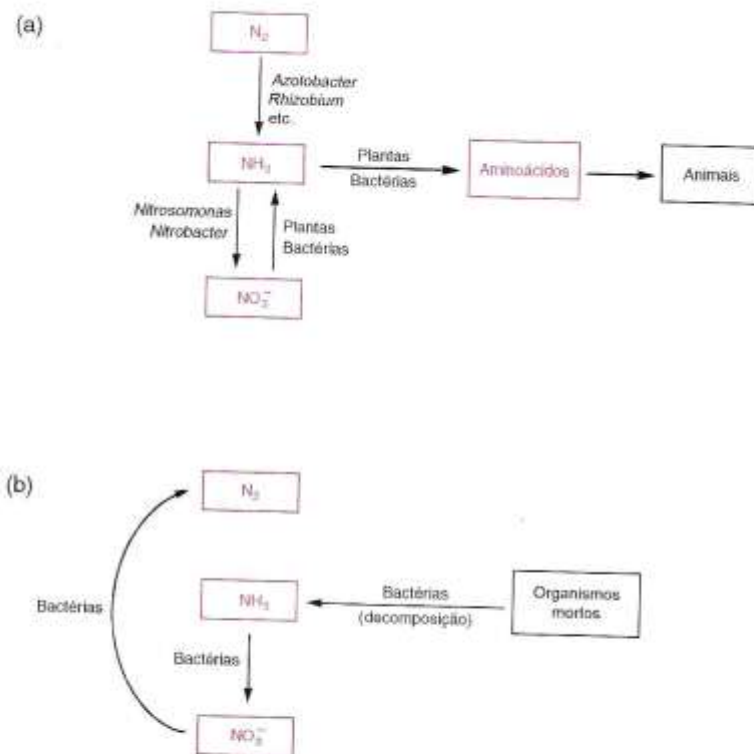 (a)
N₂
Azotobacter
Rhizobium
etc.
NH₃
Plantas
Bactérias
Aminoácidos
Animais
Nitrosomonas
Nitrobacter
Plantas
Bactérias
NO₃⁻
(b)
N₂
Bactérias
NH₃
Bactérias
(decomposição)
Organismos
mortos
Bactérias
NO₃⁻